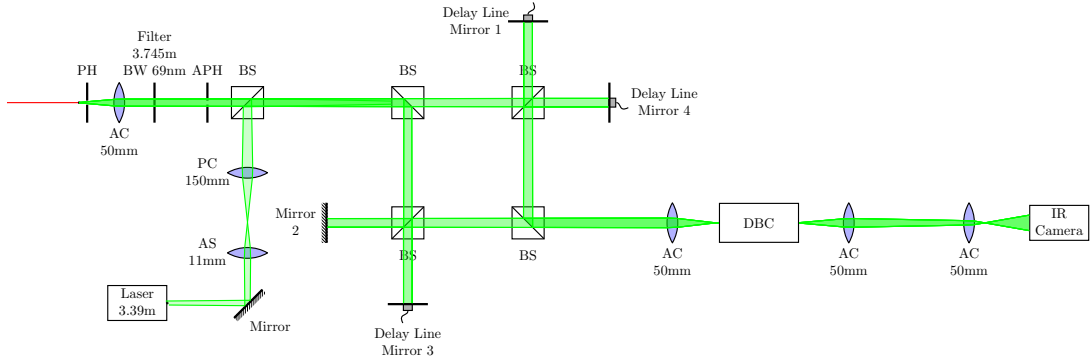 Delay Line
Mirror 1
Filter
3.745m
BW 69nm
PH
APH
BS
BS
BS
Delay Line
Mirror 4
AC
50mm
PC
150mm
Mirror
2
DBC
IR
Camera
AS
11mm
BS
BS
AC
50mm
AC
50mm
AC
50mm
Laser
3.39m
Mirror
Delay Line
Mirror 3